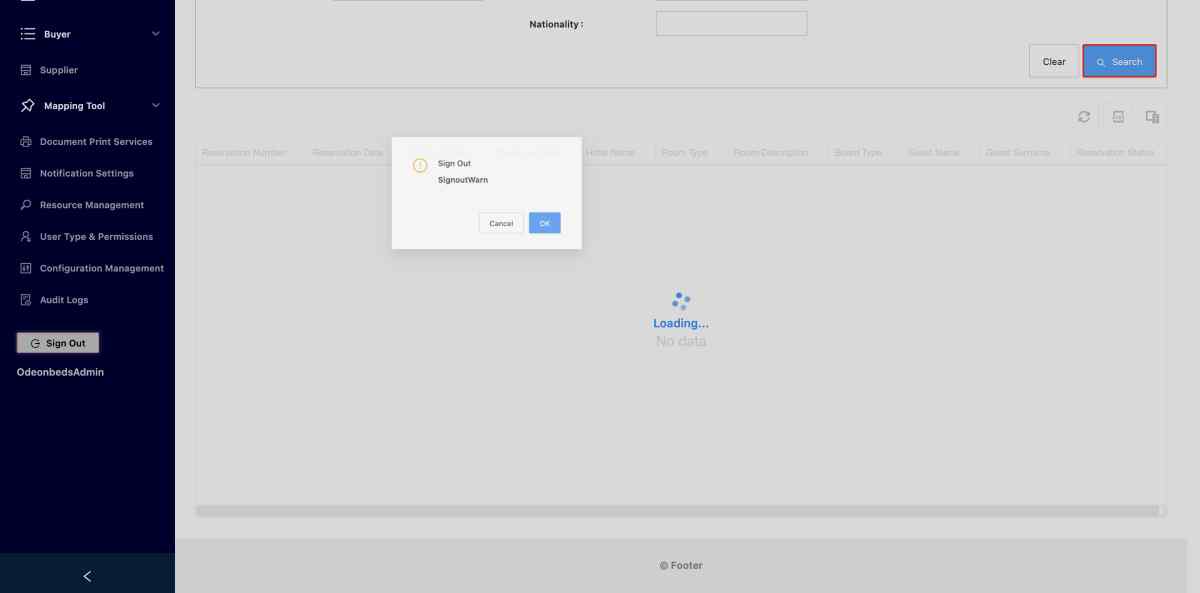 Buyer
Supplier
Mapping Tool
Document Print Services
Notification Settings
Resource Management
User Type & Permissions
Configuration Management
Audit Logs
Sign Out
OdeonbedsAdmin
Nationality :
Clear
Search
Reservation Number
Reservation Date
Hotel Name
Room Type
Room Description
Board Type
Guest Name
Guest Surname
Reservation Status
Sign Out
SignoutWarn
Cancel
OK
Loading...
No data
© Footer